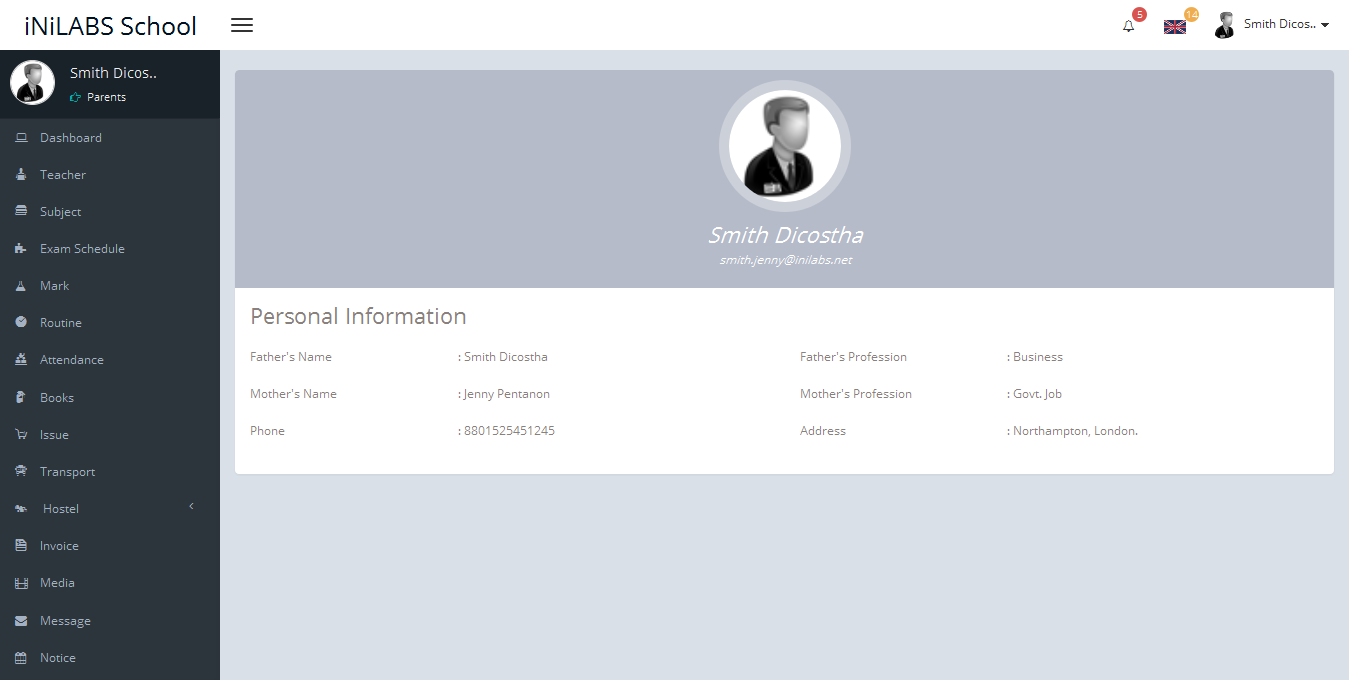 iNiLABS School
5
14
Smith Dicos..
Smith Dicos..
Parents
Dashboard
Teacher
Subject
Exam Schedule
Mark
Routine
Attendance
Books
Issue
Transport
Hostel
Invoice
Media
Message
Notice
Smith Dicostha
smith.jenny@inilabs.net
Personal Information
Father's Name : Smith Dicostha Father's Profession : Business
Mother's Name : Jenny Pentanon Mother's Profession : Govt. Job
Phone : 8801525451245 Address : Northampton, London.